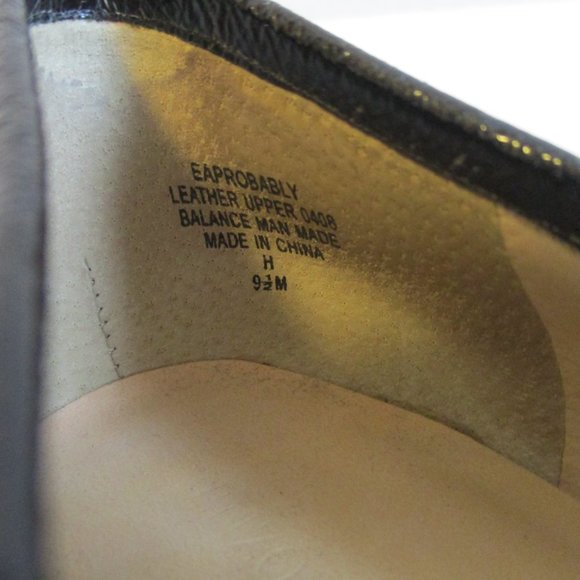 EAPROBABLY
LEATHER UPPER 0408
BALANCE MAN MADE
MADE IN CHINA
H
9½M